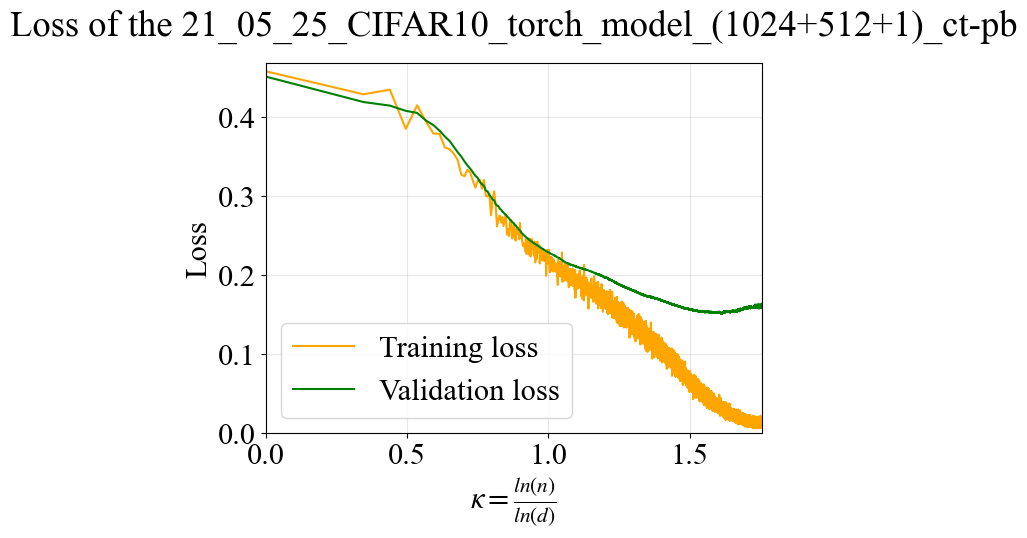 Loss of the 21_05_25_CIFAR10_torch_model_(1024+512+1)_ct-pb
0.4
0.3
0.2
0.1
0.0
Loss
Training loss
Validation loss
0.0 0.5 1.0 1.5
κ = ln(n)/ln(d)